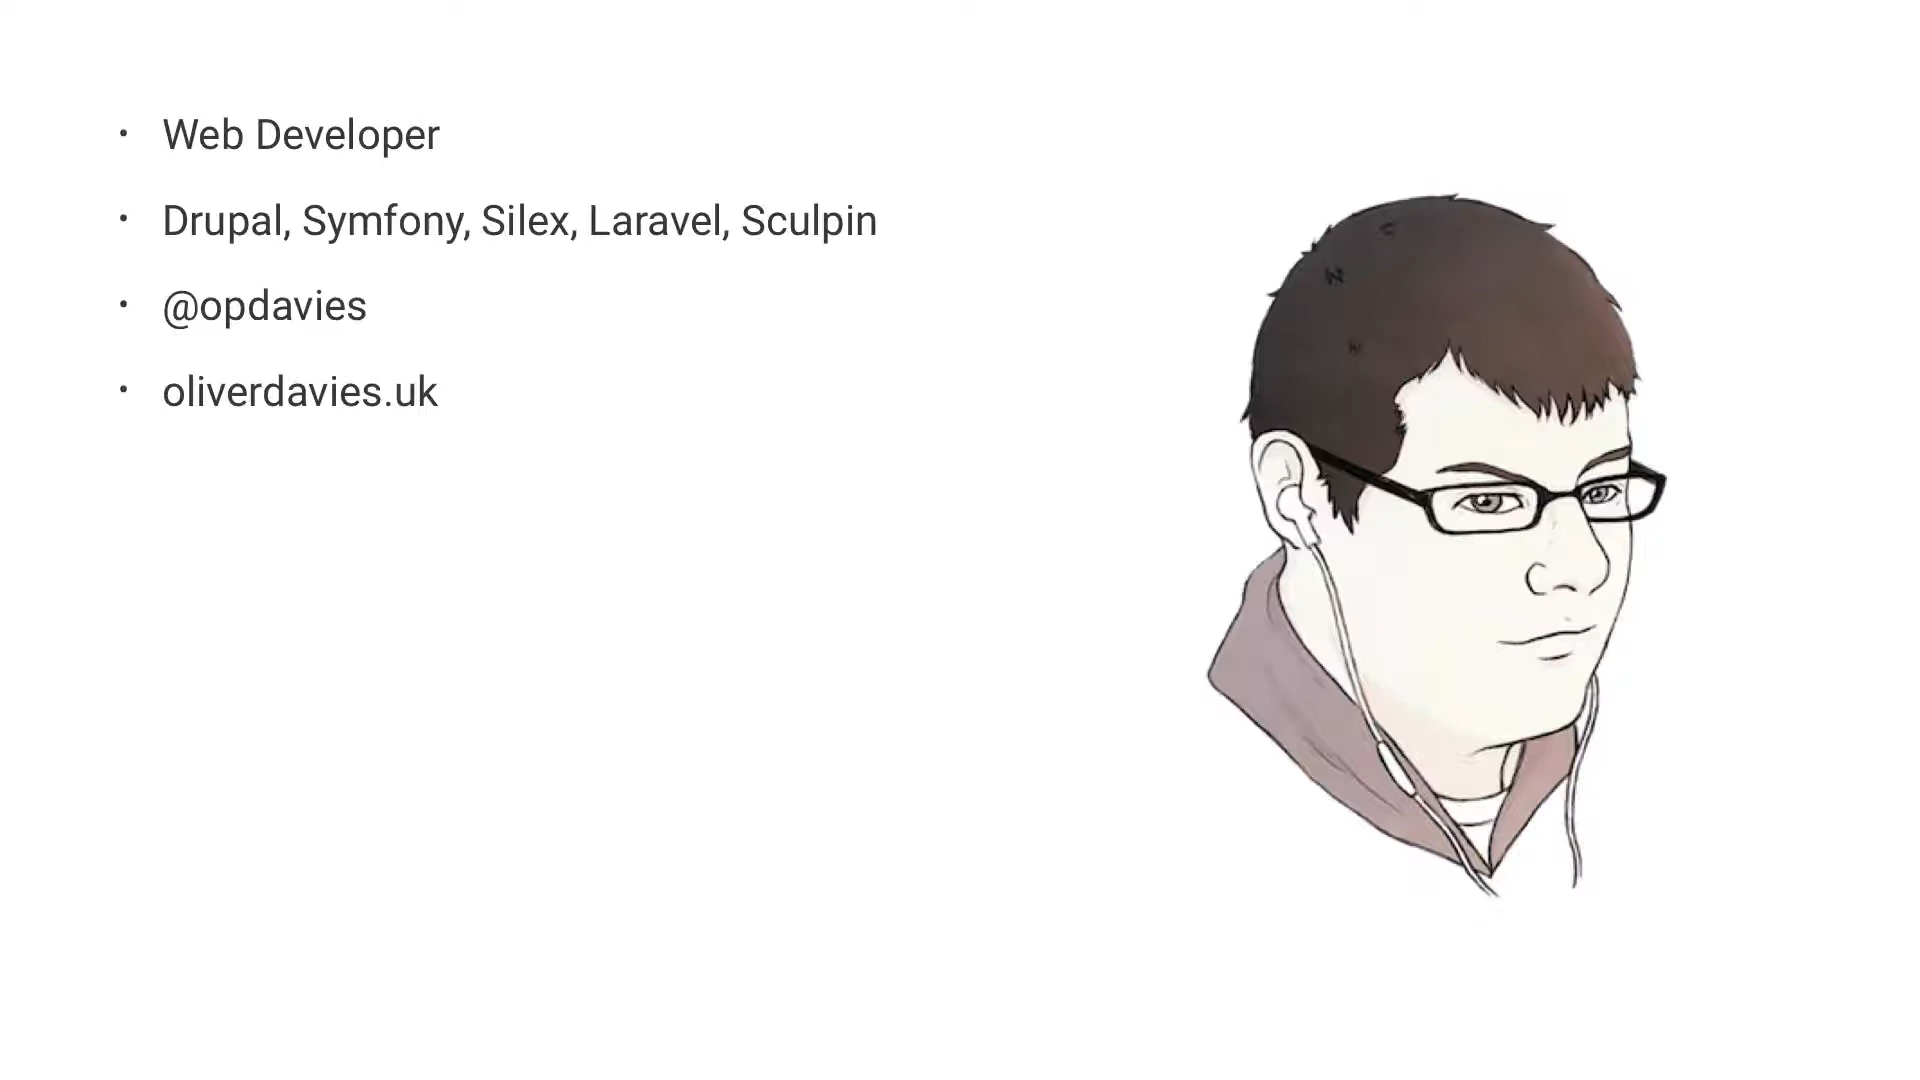 • Web Developer
• Drupal, Symfony, Silex, Laravel, Sculpin
• @opdavies
• oliverdavies.uk